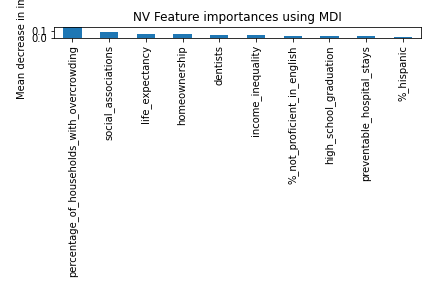 NV Feature importances using MDI
Mean decrease in in
0.1
0.0
percentage_of_households_with_overcrowding
social_associations
life_expectancy
homeownership
dentists
income_inequality
%_not_proficient_in_english
high_school_graduation
preventable_hospital_stays
%_hispanic